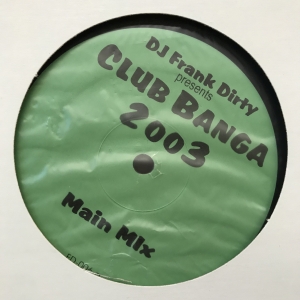 DJ Frank Dirty
presents
CLUB BANGA
2003
Main MIx